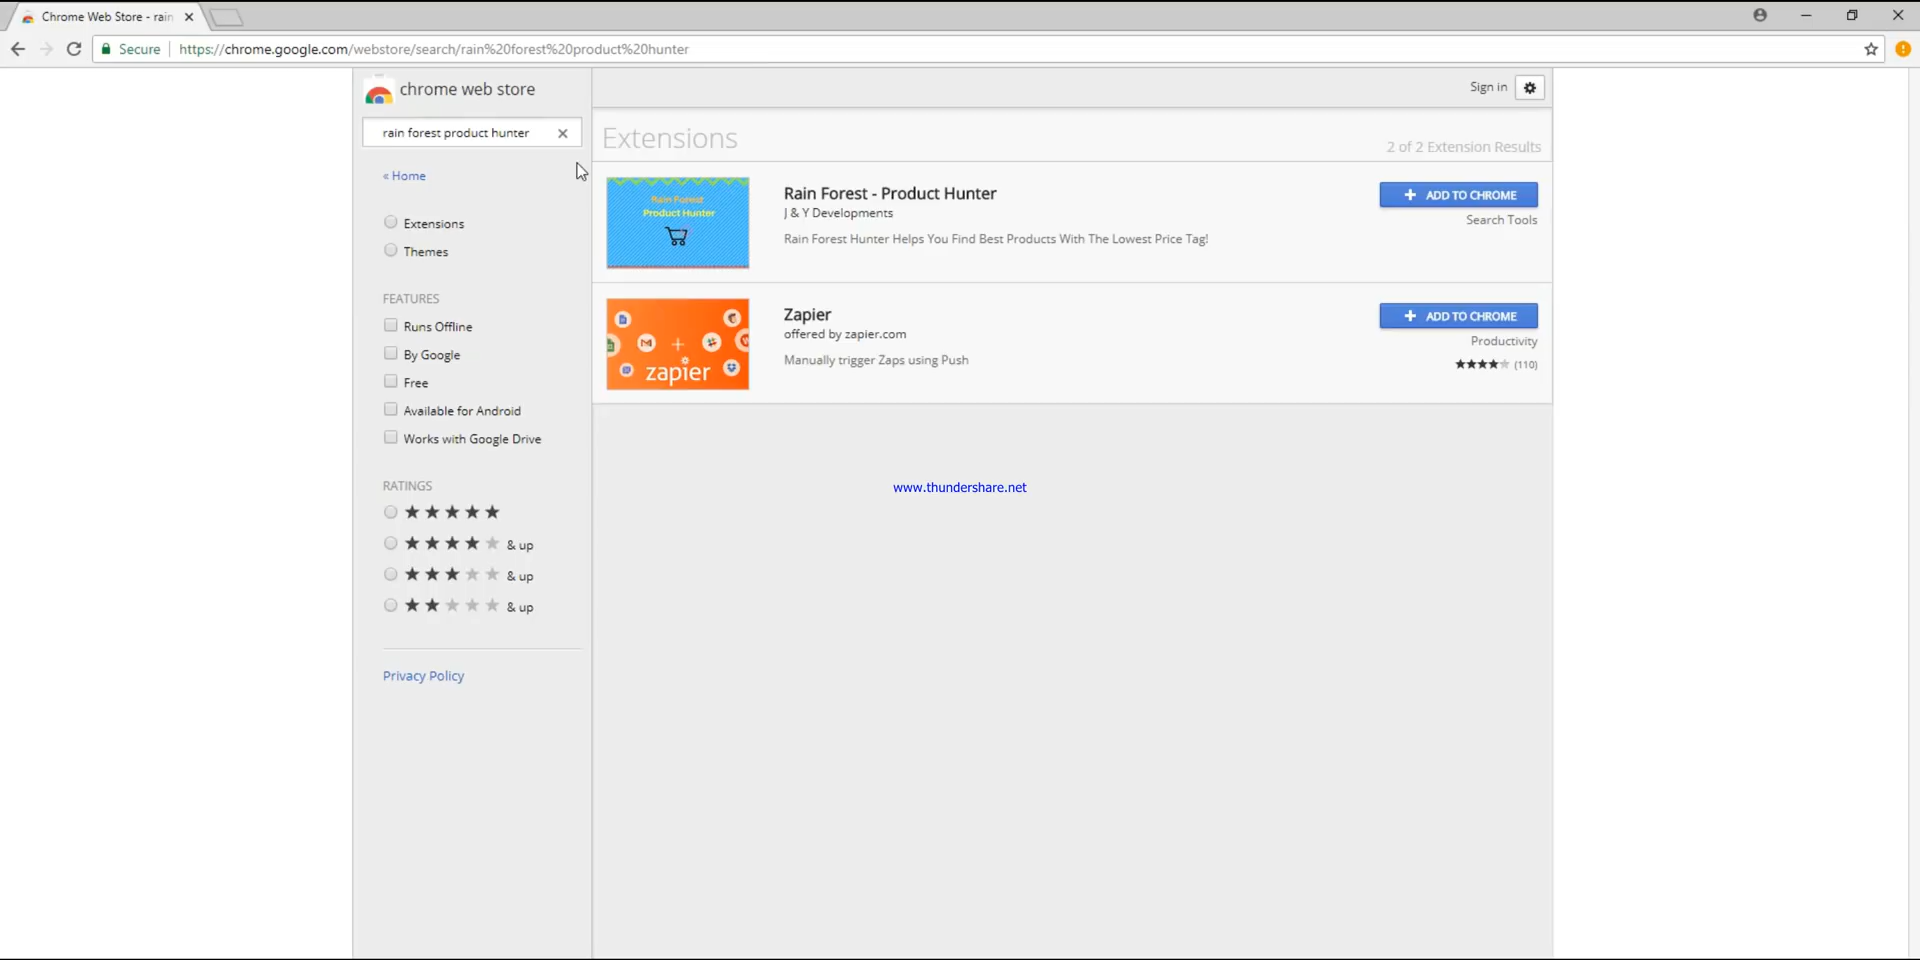 Chrome Web Store - rain
Secure
https://chrome.google.com/webstore/search/rain%20forest%20product%20hunter
chrome web store
Sign in
rain forest product hunter
Extensions
2 of 2 Extension Results
« Home
Extensions
Themes
FEATURES
Runs Offline
By Google
Free
Available for Android
Works with Google Drive
RATINGS
& up
& up
& up
Privacy Policy
Rain Forest
Product Hunter
Rain Forest - Product Hunter
J & Y Developments
Rain Forest Hunter Helps You Find Best Products With The Lowest Price Tag!
ADD TO CHROME
Search Tools
zapier
Zapier
offered by zapier.com
Manually trigger Zaps using Push
ADD TO CHROME
Productivity
(110)
www.thundershare.net